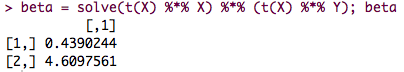 > beta = solve(t(X) %*% X) %*% (t(X) %*% Y); beta
[,1]
[1,] 0.4390244
[2,] 4.6097561